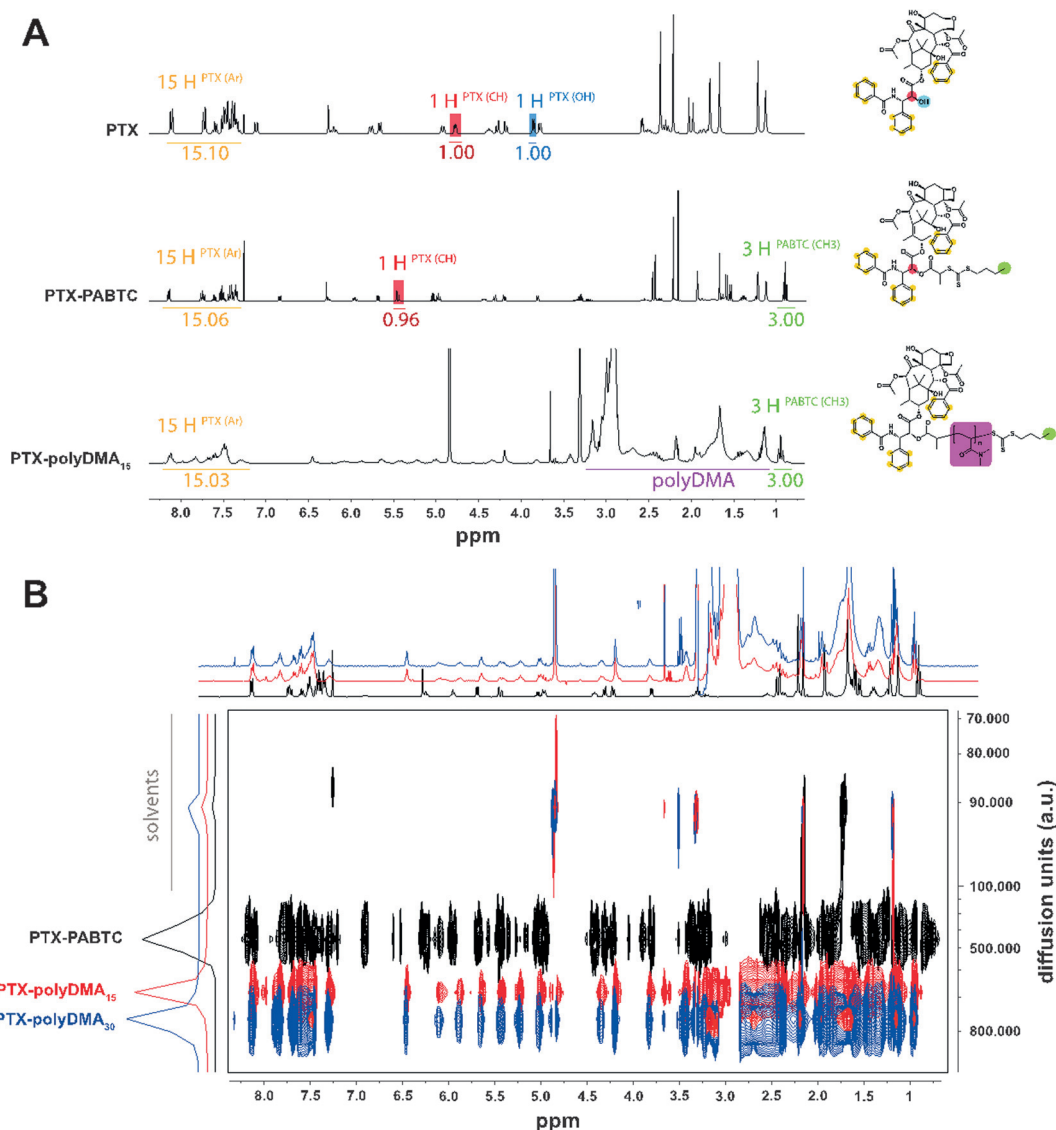 A
15 H PTX (Ar)
1 H PTX (CH)
1 H PTX (OH)
PTX
15.10
1.00
1.00
15 H PTX (Ar)
1 H PTX (CH)
3 H PABTC (CH3)
PTX-PABTC
15.06
0.96
3.00
15 H PTX (Ar)
3 H PABTC (CH3)
PTX-polyDMA15
15.03
polyDMA
3.00
8.0 7.5 7.0 6.5 6.0 5.5 5.0 4.5 4.0 3.5 3.0 2.5 2.0 1.5 1
ppm
B
solvents
PTX-PABTC
PTX-polyDMA15
PTX-polyDMA30
70.000
80.000
90.000
100.000
500.000
800.000
diffusion units (a.u.)
8.0 7.5 7.0 6.5 6.0 5.5 5.0 4.5 4.0 3.5 3.0 2.5 2.0 1.5 1
ppm